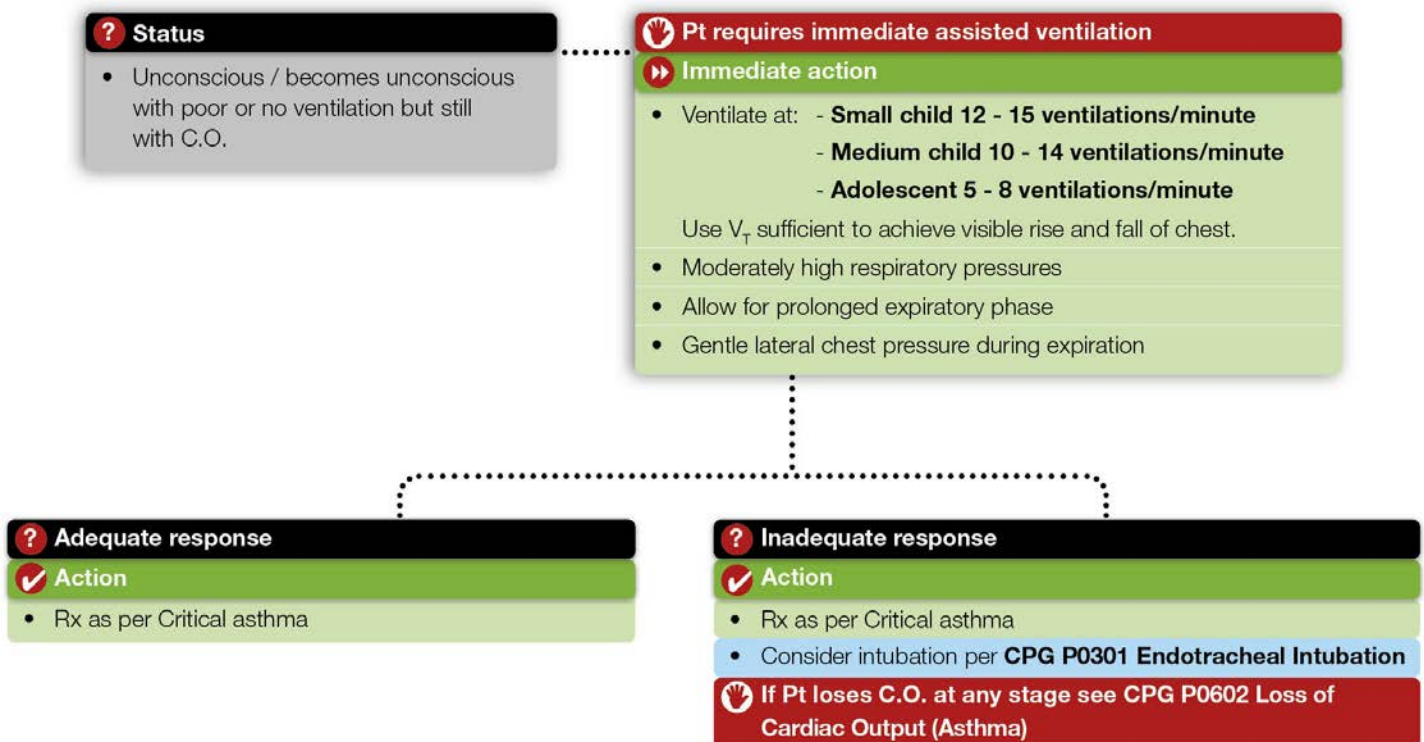 ? Status
• Unconscious / becomes unconscious
with poor or no ventilation but still
with C.O.
Pt requires immediate assisted ventilation
Immediate action
• Ventilate at: - Small child 12 - 15 ventilations/minute
- Medium child 10 - 14 ventilations/minute
- Adolescent 5 - 8 ventilations/minute
Use VT sufficient to achieve visible rise and fall of chest.
• Moderately high respiratory pressures
• Allow for prolonged expiratory phase
• Gentle lateral chest pressure during expiration
? Adequate response
Action
• Rx as per Critical asthma
? Inadequate response
Action
• Rx as per Critical asthma
• Consider intubation per CPG P0301 Endotracheal Intubation
If Pt loses C.O. at any stage see CPG P0602 Loss of
Cardiac Output (Asthma)